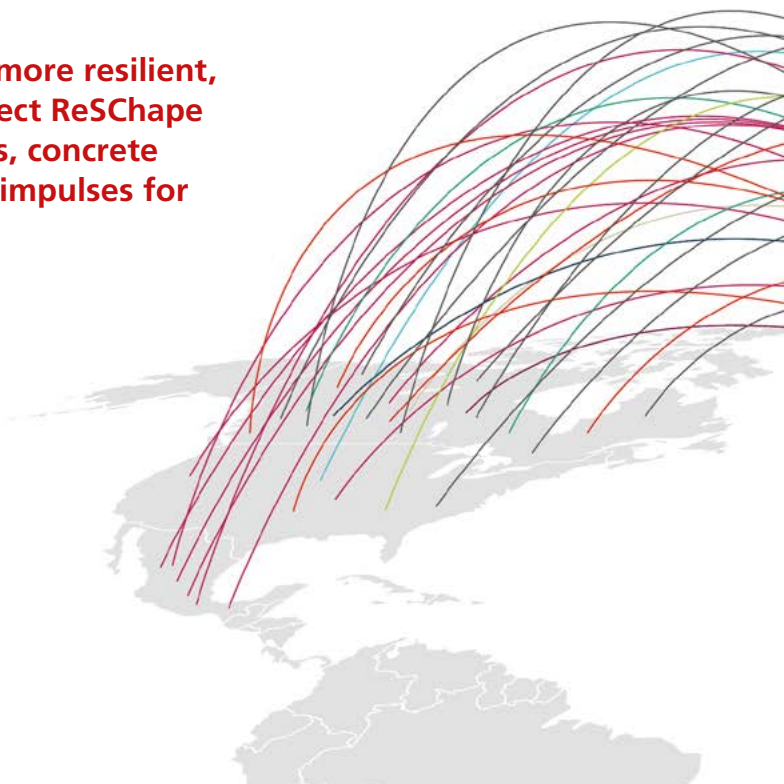 more resilient,
ect ReSChape
s, concrete
impulses for